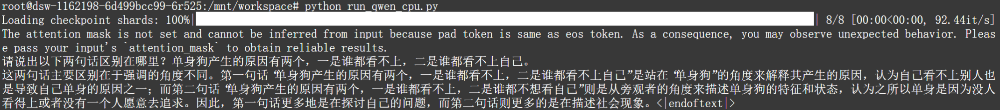 root@dsw-1162198-6d499bcc99-6r525:/mnt/workspace# python run_qwen_cpu.py
Loading checkpoint shards: 100%| | 8/8 [00:00<00:00, 92.44it/s]
The attention mask is not set and cannot be inferred from input because pad token is same as eos token. As a consequence, you may observe unexpected behavior. Pleas
e pass your input's `attention_mask` to obtain reliable results.
请说出以下两句话区别在哪里？单身狗产生的原因有两个，一是谁都看不上，二是谁都看不上自己。
这两句话主要区别在于强调的角度不同。第一句话“单身狗产生的原因有两个，一是谁都看不上，二是谁都看不上自己”是站在“单身狗”的角度来解释其产生的原因，认为自己看不上别人也
是导致自己单身的原因之一；而第二句话“单身狗产生的原因有两个，一是谁都看不上，二是谁都不想看自己”则是从旁观者的角度来描述单身狗的特征和状态，认为之所以单身是因为没人
看得上或者没有一个人愿意去追求。因此，第一句话更多地是在探讨自己的问题，而第二句话则更多的是在描述社会现象。<|endoftext|>